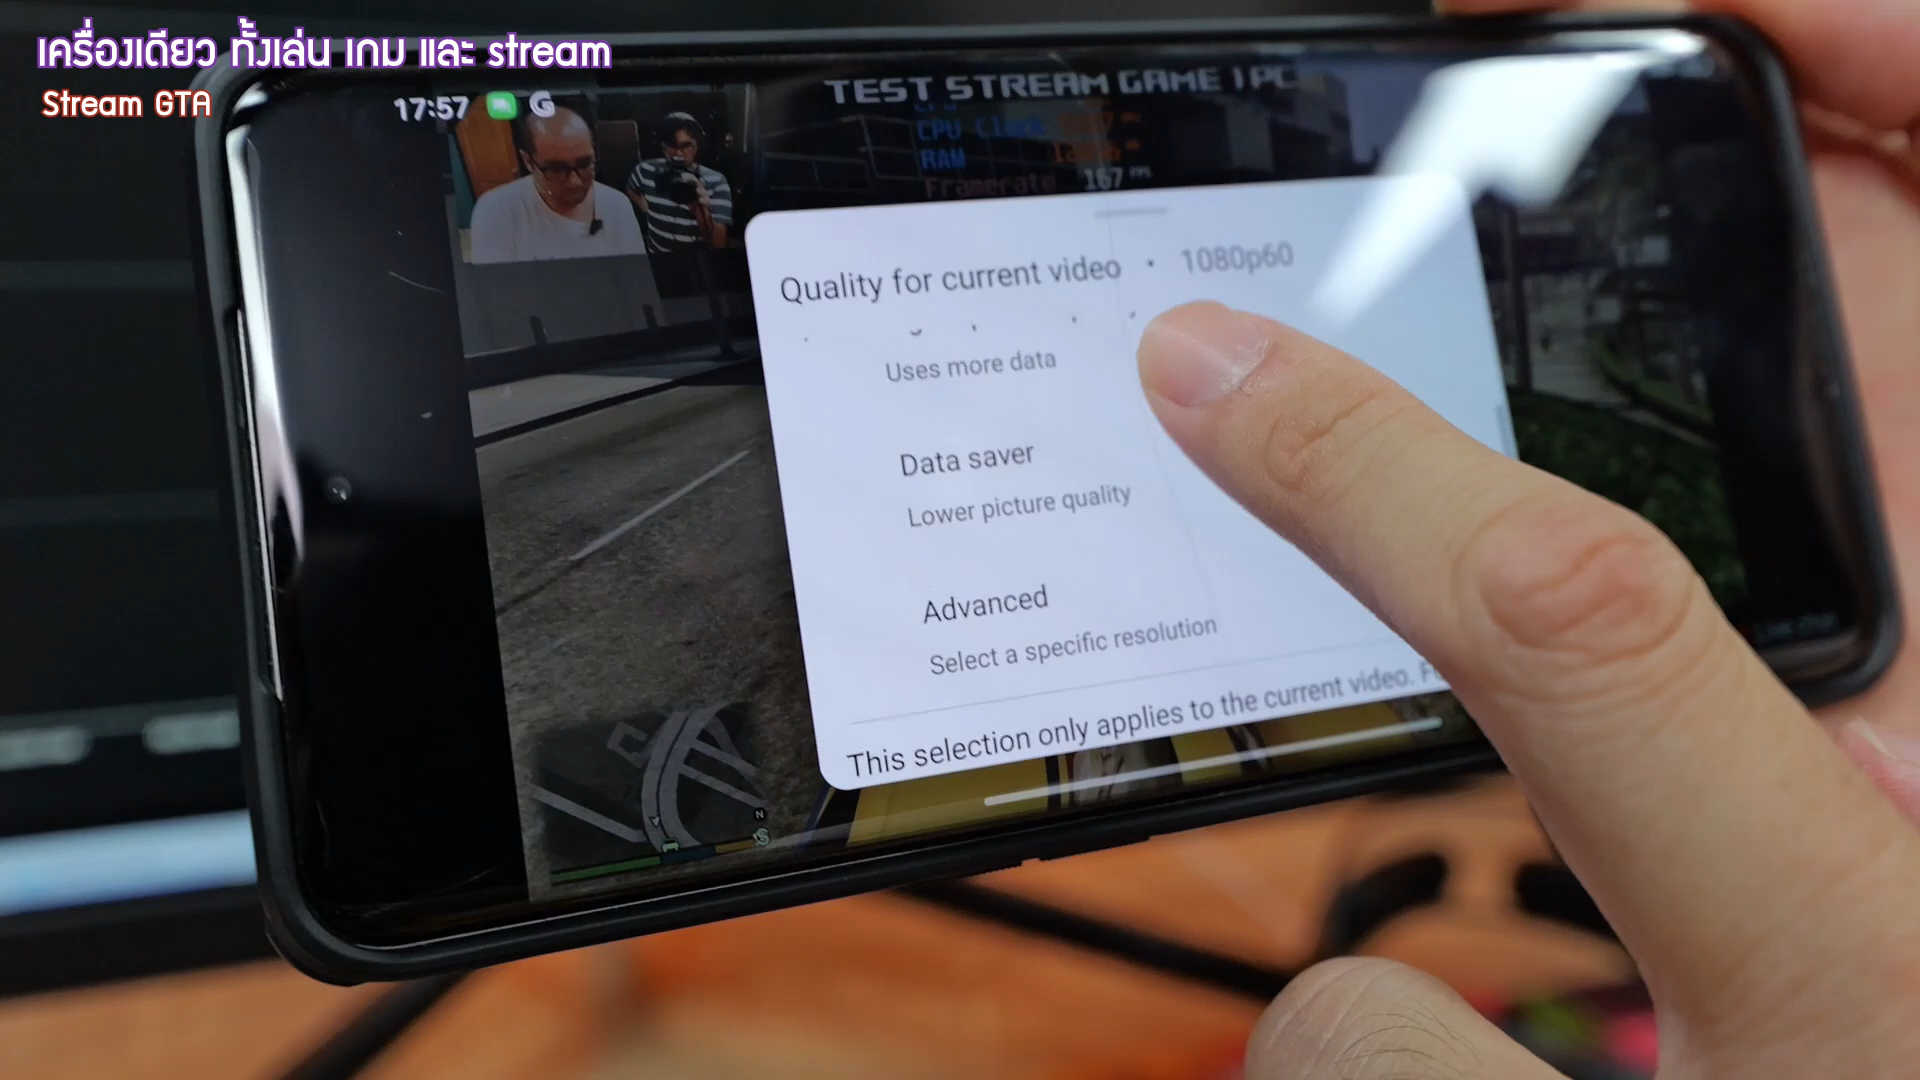 เครื่องเดียว ทั้งเล่น เกม และ stream
Stream GTA
17:57
TEST STREAM GAME 1 PC
CPU Clock
RAM
Framerate 167
Quality for current video • 1080p60
Uses more data
Data saver
Lower picture quality
Advanced
Select a specific resolution
This selection only applies to the current video.
N